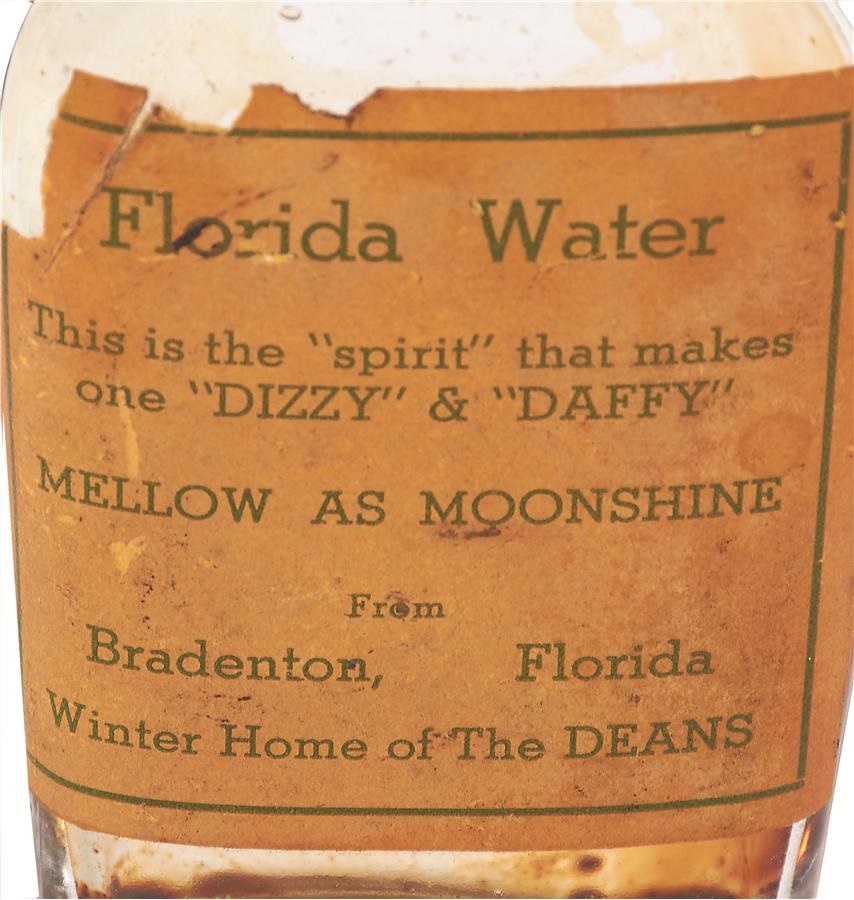 Florida Water
This is the "spirit" that makes
one "DIZZY" & "DAFFY"
MELLOW AS MOONSHINE
From
Bradenton, Florida
Winter Home of The DEANS